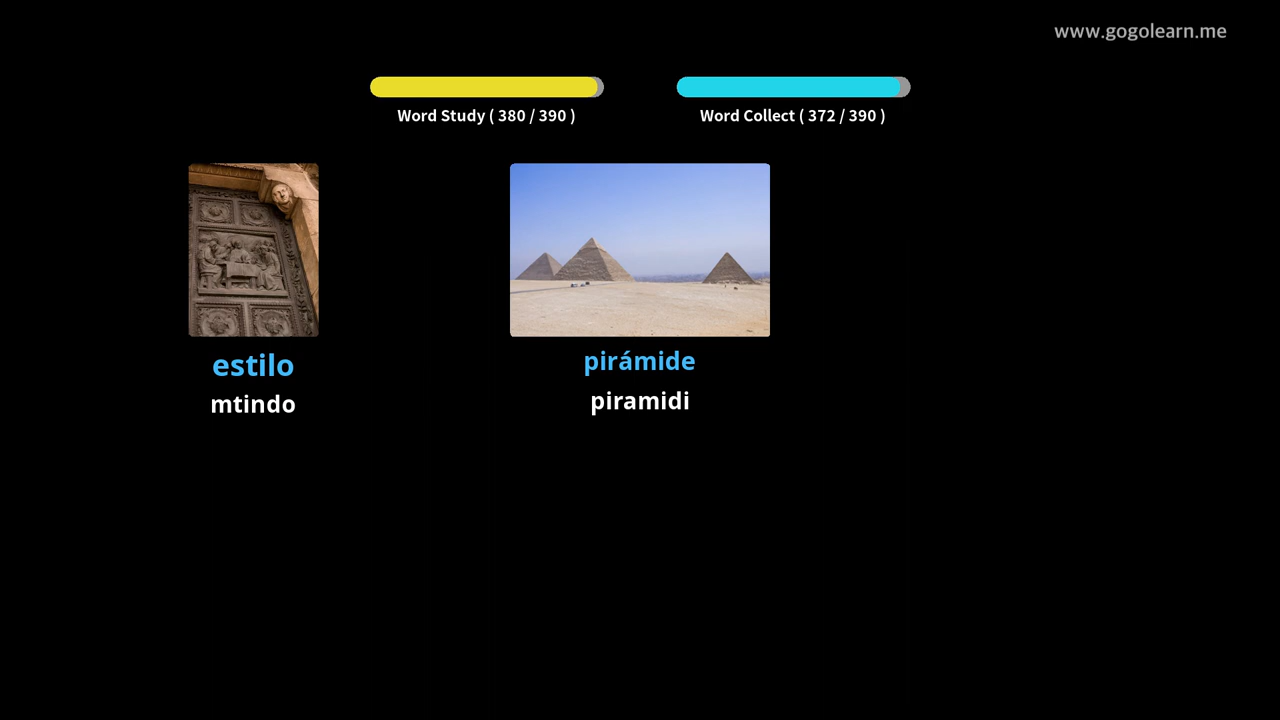 www.gogolearn.me
Word Study ( 380 / 390 )
Word Collect ( 372 / 390 )
estilo
mtindo
pirámide
piramidi